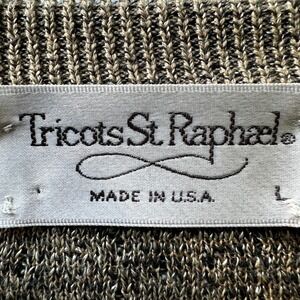 Tricots St. Raphael®
MADE IN U.S.A.
L